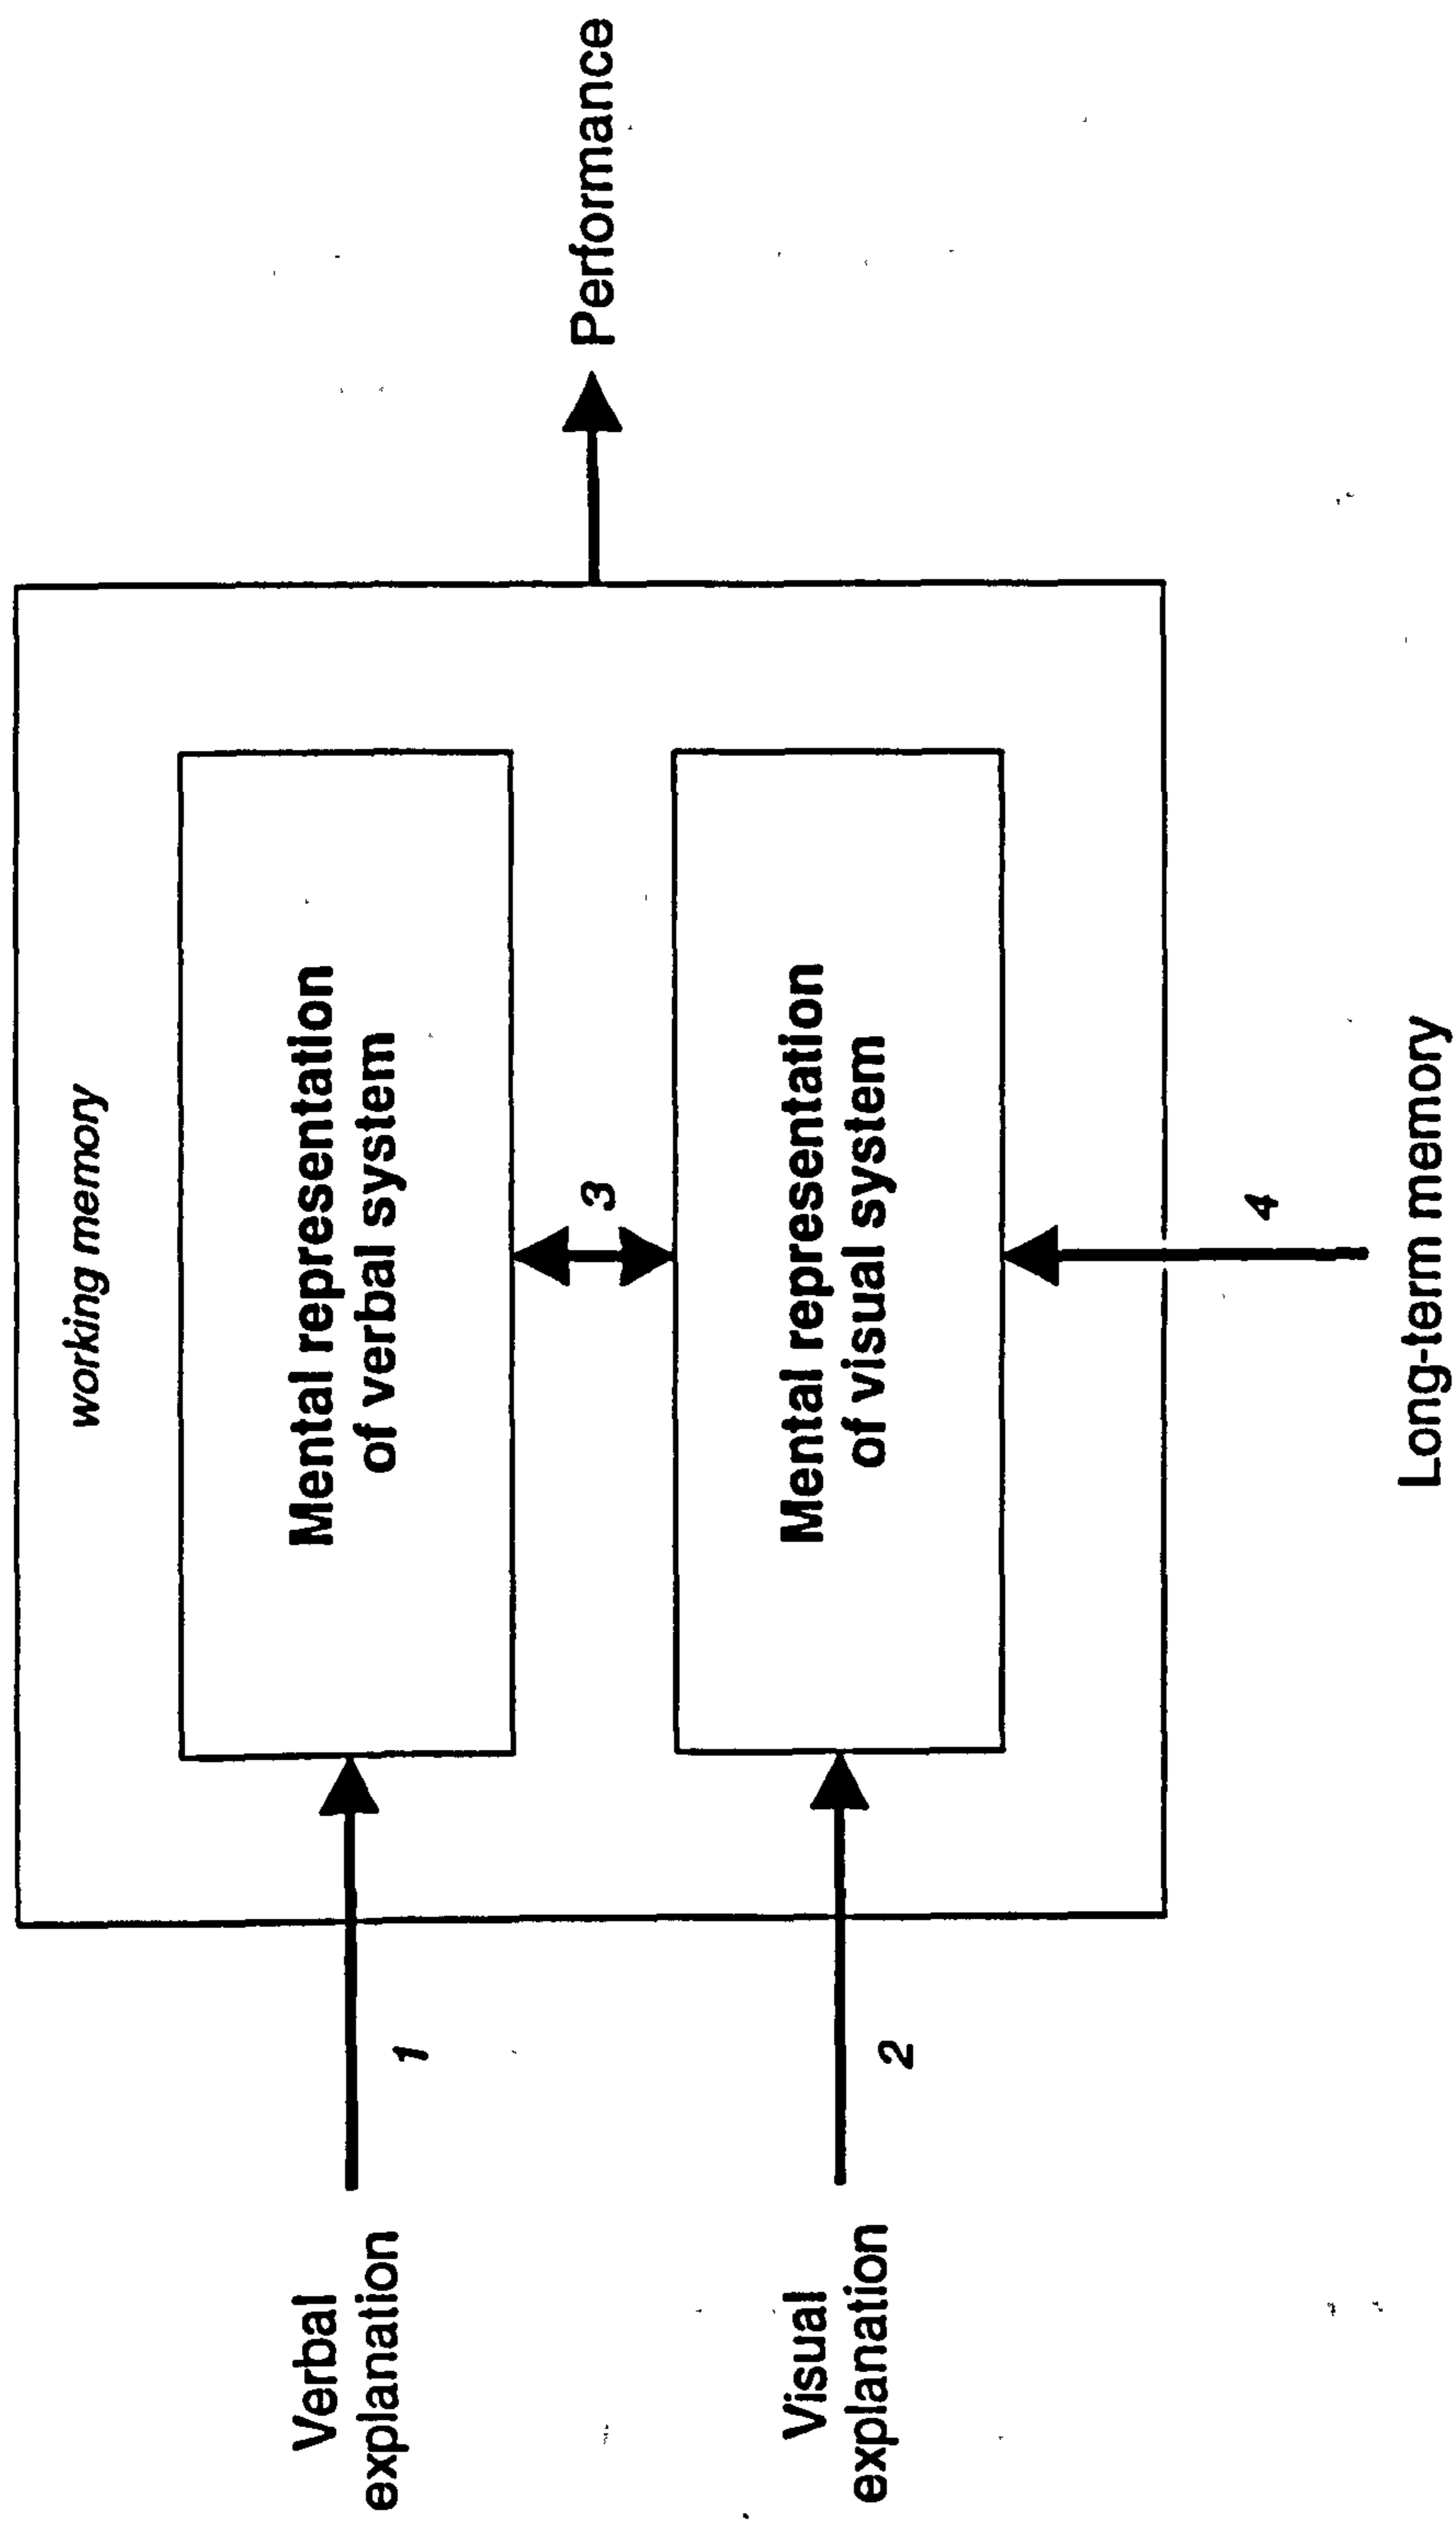 working memory
Verbal
explanation
1
Mental representation
of verbal system
3
Performance
Visual
explanation
2
Mental representation
of visual system
4
Long-term memory